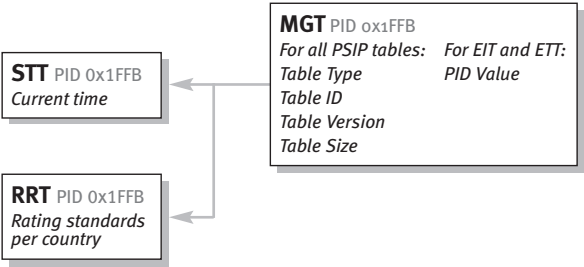 MGT PID 0x1FFB
For all PSIP tables: For EIT and ETT:
Table Type PID Value
Table ID
Table Version
Table Size
STT PID 0x1FFB
Current time
RRT PID 0x1FFB
Rating standards
per country